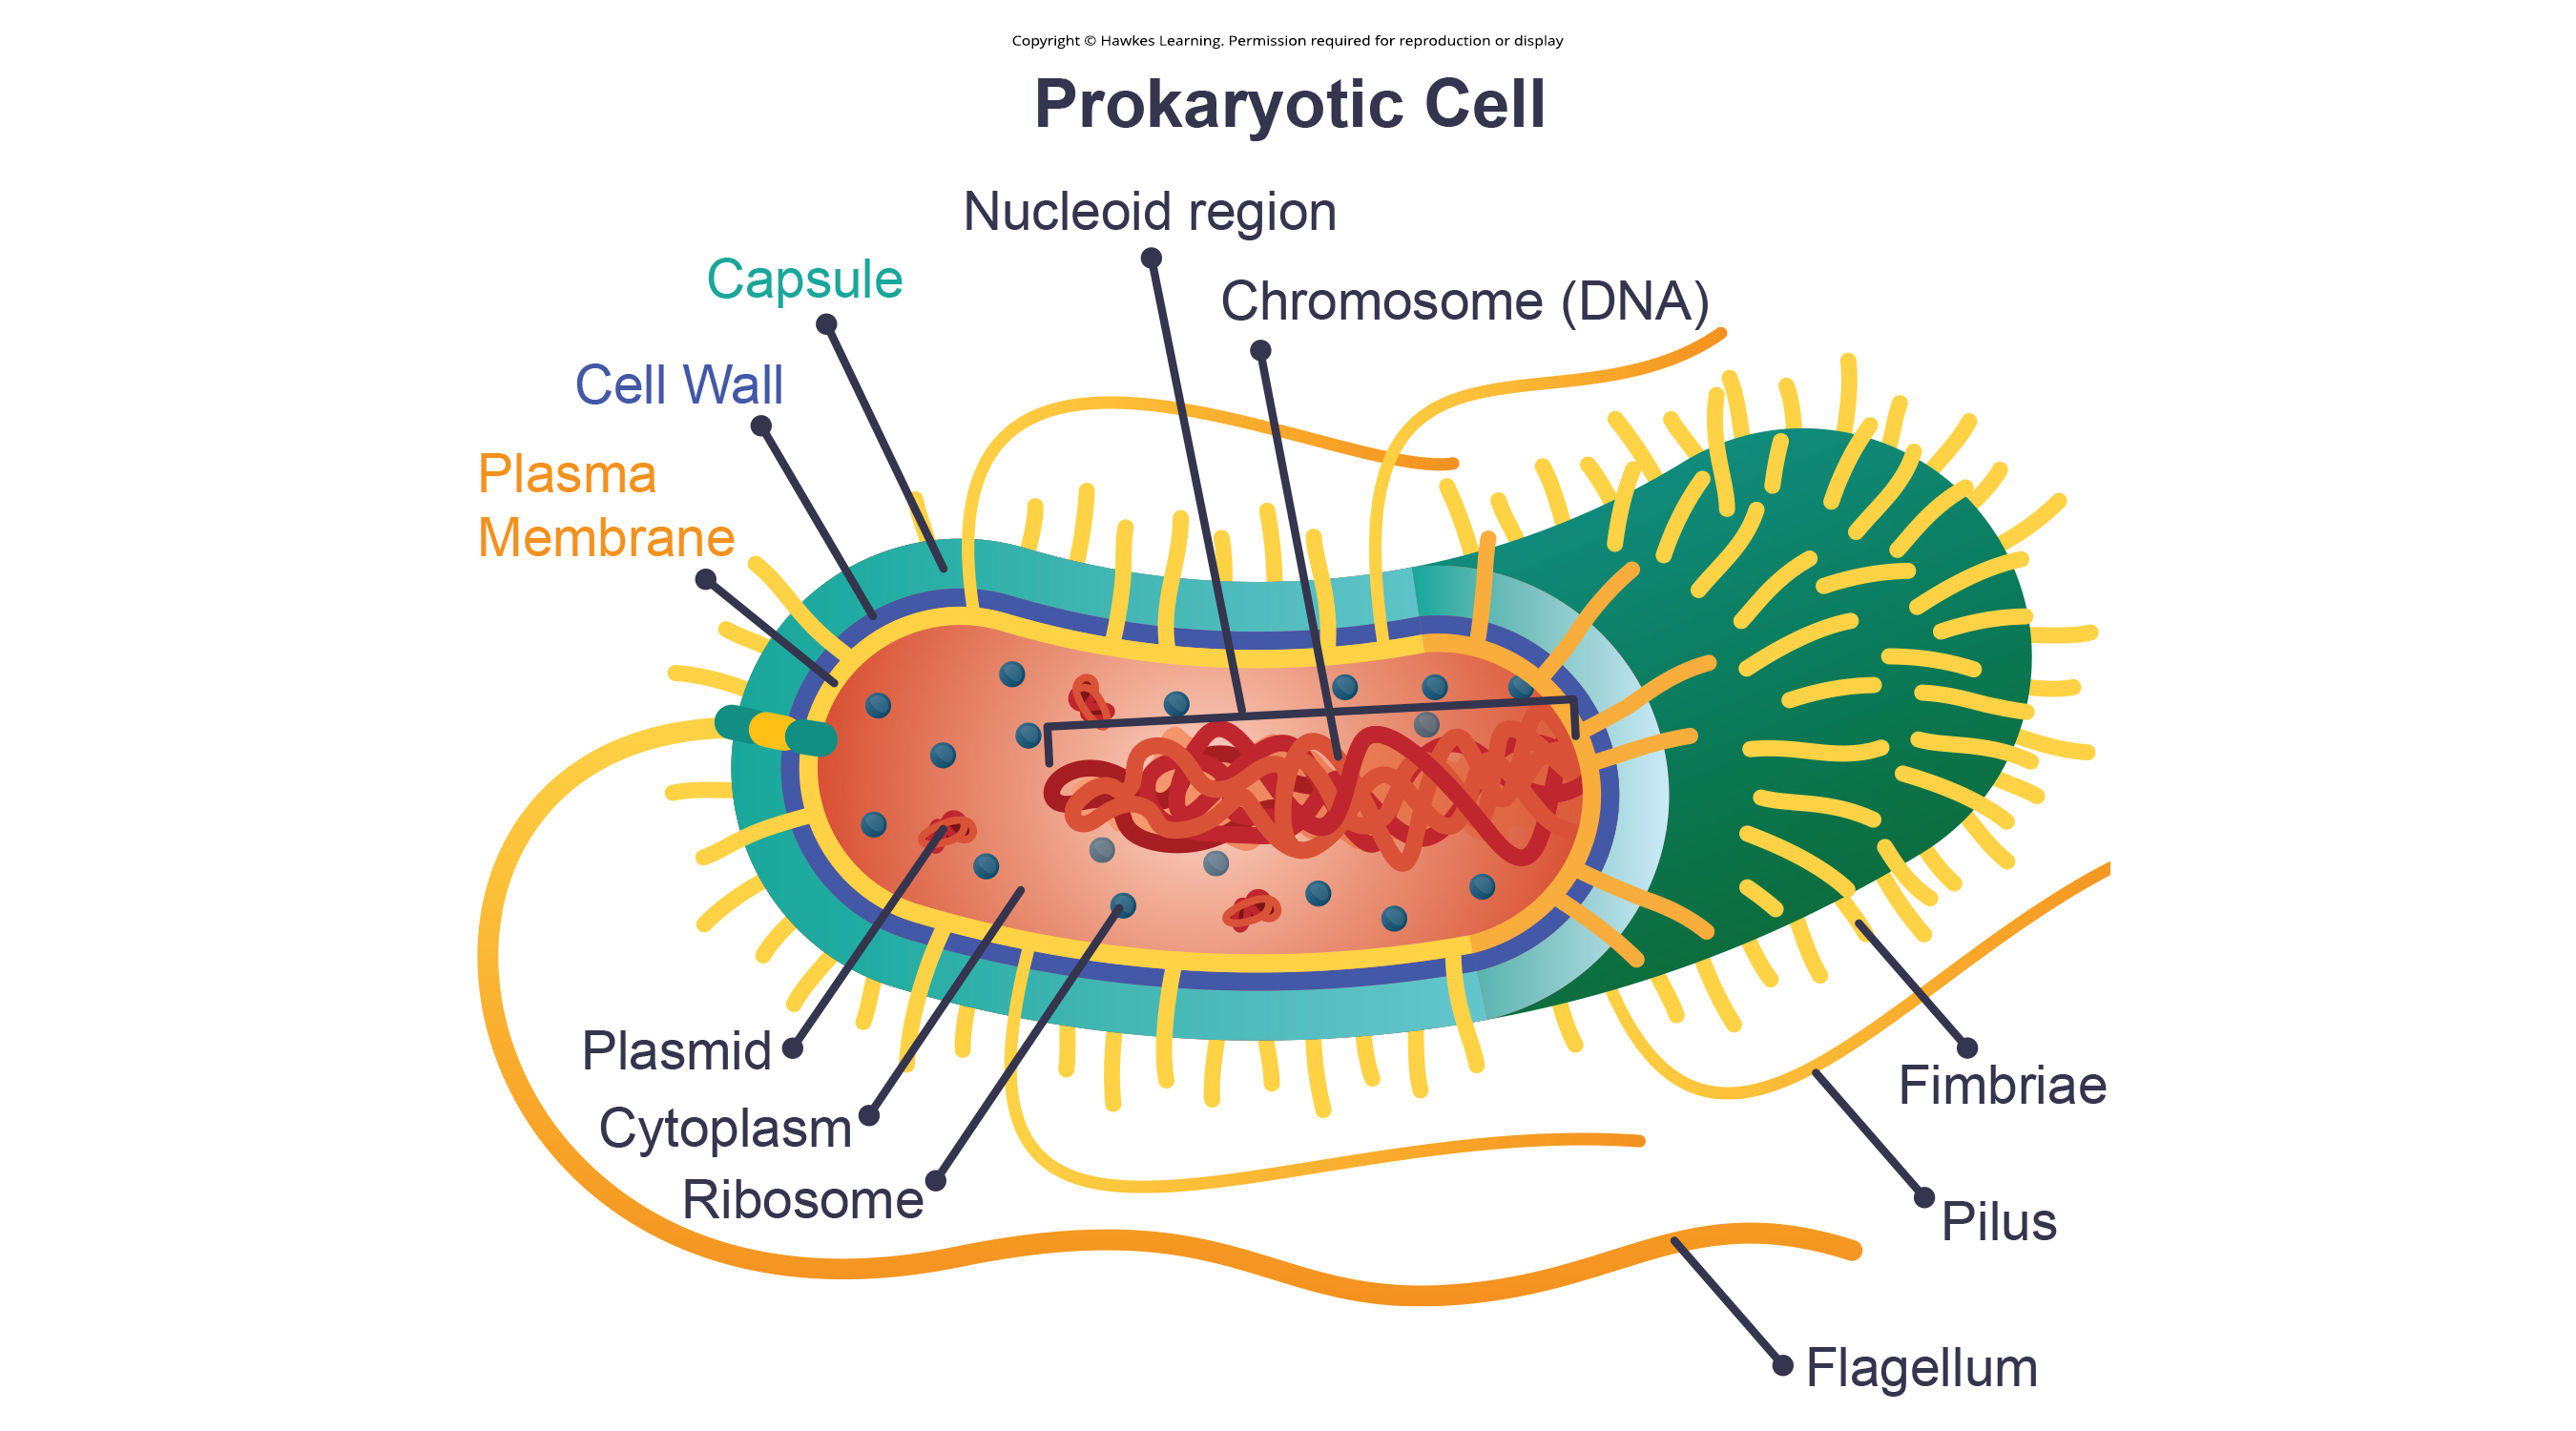 Copyright © Hawkes Learning. Permission required for reproduction or display
Prokaryotic Cell
Nucleoid region
Capsule
Chromosome (DNA)
Cell Wall
Plasma
Membrane
Plasmid
Fimbriae
Cytoplasm
Ribosome
Pilus
Flagellum